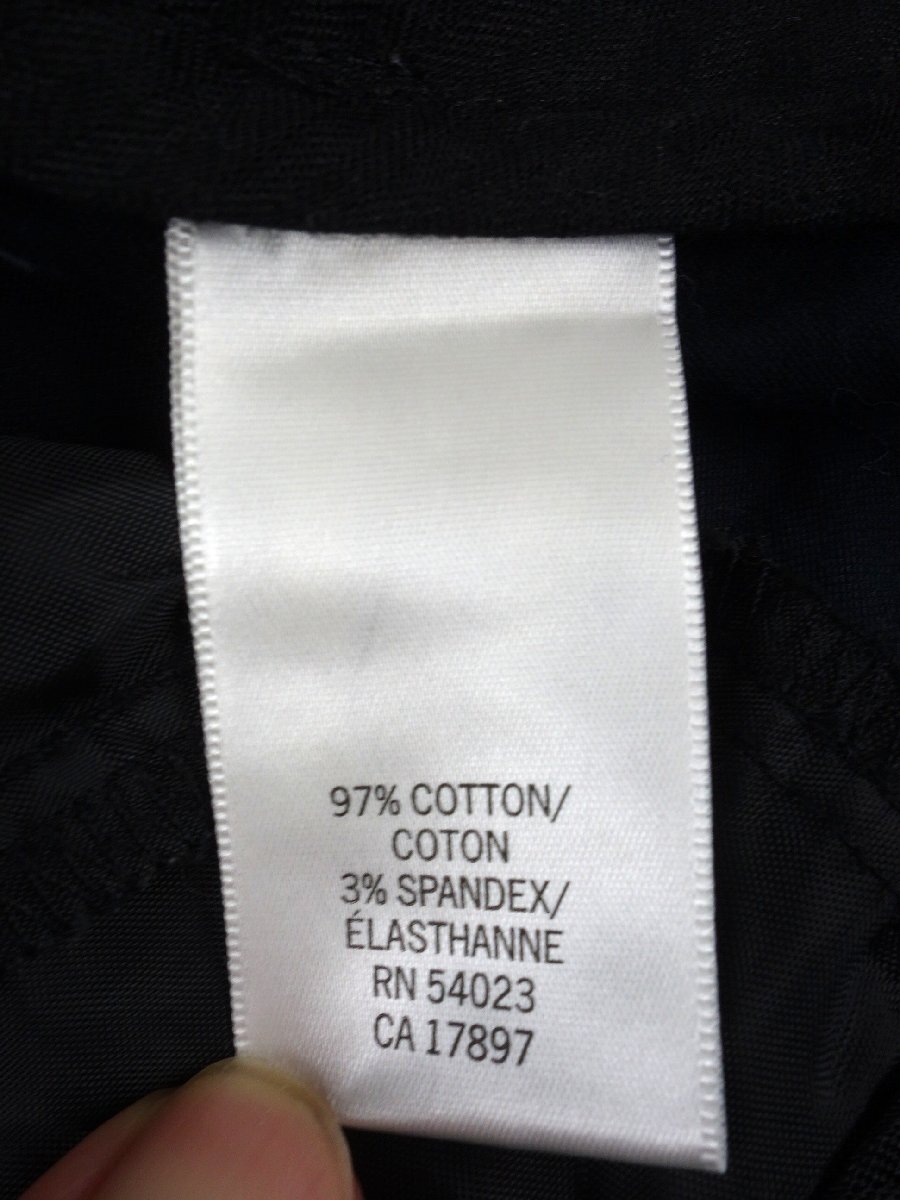 97% COTTON/
COTON
3% SPANDEX/
ÉLASTHANNE
RN 54023
CA 17897